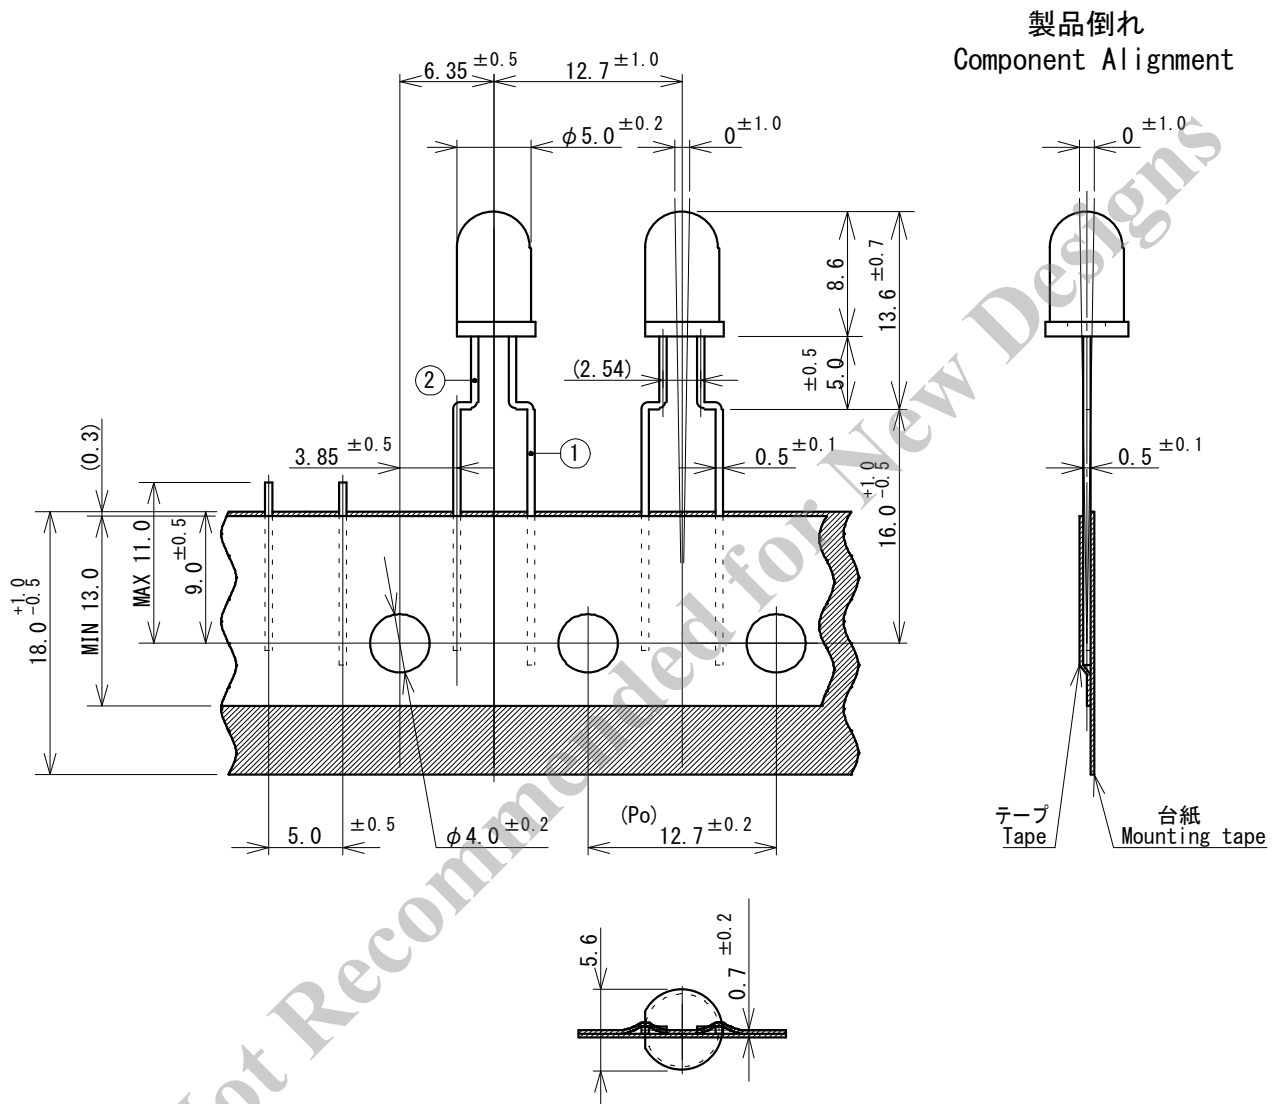 製品倒れ
Component Alignment
6.35 ±0.5
12.7 ±1.0
φ5.0 ±0.2
0 ±1.0
0 ±1.0
8.6
13.6 ±0.7
5.0 ±0.5
(2.54)
②
①
3.85 ±0.5
0.5 ±0.1
0.5 ±0.1
16.0 +1.0 -0.5
(0.3)
MAX 11.0
9.0 ±0.5
MIN 13.0
18.0 +1.0 -0.5
5.0 ±0.5
φ4.0 ±0.2
(Po)
12.7 ±0.2
テープ
Tape
台紙
Mounting tape
5.6
0.7 ±0.2
Not Recommended for New Designs